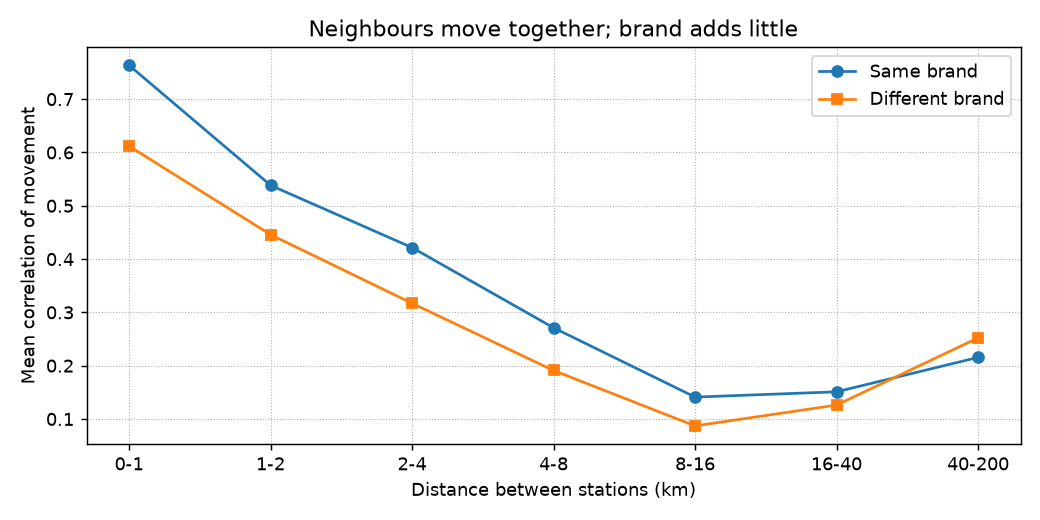 Neighbours move together; brand adds little
Same brand
Different brand
Mean correlation of movement
0.7
0.6
0.5
0.4
0.3
0.2
0.1
0-1
1-2
2-4
4-8
8-16
16-40
40-200
Distance between stations (km)